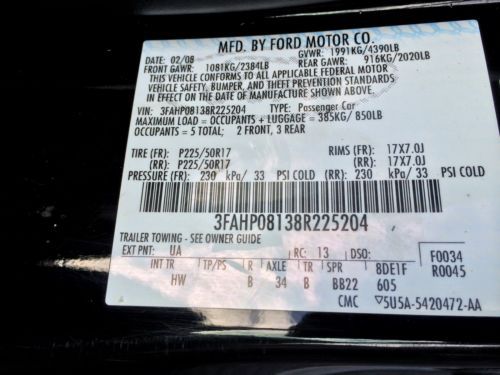 MFD. BY FORD MOTOR CO.
DATE: 02/08 GVWR: 1991KG/4390LB
FRONT GAWR: 1081KG/2384LB REAR GAWR: 916KG/2020LB
THIS VEHICLE CONFORMS TO ALL APPLICABLE FEDERAL MOTOR
VEHICLE SAFETY, BUMPER, AND THEFT PREVENTION STANDARDS
IN EFFECT ON THE DATE OF MANUFACTURE SHOWN ABOVE.
VIN: 3FAHP08138R225204 TYPE: Passenger Car
MAXIMUM LOAD = OCCUPANTS + LUGGAGE = 385KG/850LB
OCCUPANTS = 5 TOTAL: 2 FRONT, 3 REAR
TIRE (FR): P225/50R17 RIMS (FR): 17X7.0J
(RR): P225/50R17 (RR): 17X7.0J
PRESSURE (FR): 230 kPa/ 33 PSI COLD (RR): 230 kPa/ 33 PSI COLD
3FAHP08138R225204
TRAILER TOWING - SEE OWNER GUIDE
EXT PNT: UA RC: 13 DSO: F0034
INT TR TP/PS R AXLE TR SPR 8DE1F R0045
HW B 34 B BB22 605
CMC 5U5A-5420472-AA